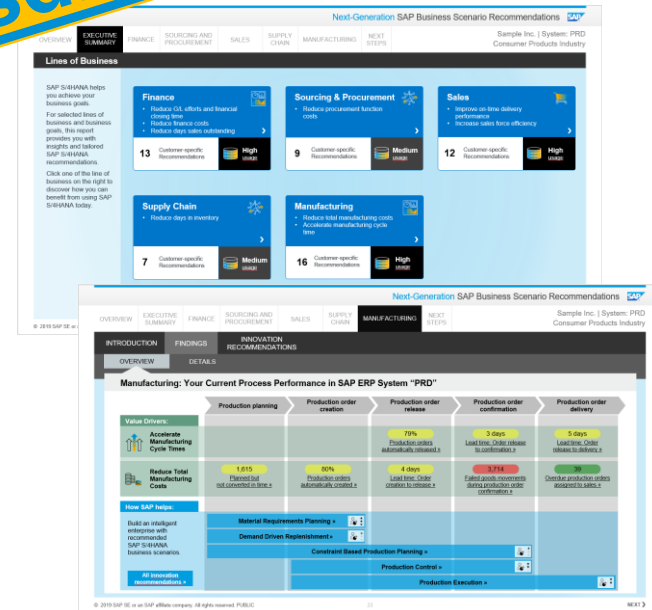 Next-Generation SAP Business Scenario Recommendations SAP
OVERVIEW
EXECUTIVE
SUMMARY
FINANCE
SOURCING AND
PROCUREMENT
SALES
SUPPLY
CHAIN
MANUFACTURING
NEXT
STEPS
Sample Inc. | System: PRD
Consumer Products Industry
Lines of Business
SAP S/4HANA helps
you achieve your
business goals.
For selected lines of
business and business
goals, this report
provides you with
insights and tailored
SAP S/4HANA
recommendations.
Click one of the line of
business on the right to
discover how you can
benefit from using SAP
S/4HANA today.
Finance
• Reduce G/L efforts and financial
closing time
• Reduce finance costs
• Reduce days sales outstanding
13 Customer-specific
Recommendations
High
usage
Sourcing & Procurement
• Reduce procurement function
costs
9 Customer-specific
Recommendations
Medium
usage
Sales
• Improve on-time delivery
performance
• Increase sales force efficiency
12 Customer-specific
Recommendations
High
usage
Supply Chain
• Reduce days in inventory
7 Customer-specific
Recommendations
Medium
usage
Manufacturing
• Reduce total manufacturing costs
• Accelerate manufacturing cycle
time
16 Customer-specific
Recommendations
High
usage
© 2019 SAP SE or
Next-Generation SAP Business Scenario Recommendations SAP
OVERVIEW
EXECUTIVE
SUMMARY
FINANCE
SOURCING AND
PROCUREMENT
SALES
SUPPLY
CHAIN
MANUFACTURING
NEXT
STEPS
Sample Inc. | System: PRD
Consumer Products Industry
INTRODUCTION
FINDINGS
INNOVATION
RECOMMENDATIONS
OVERVIEW
DETAILS
Manufacturing: Your Current Process Performance in SAP ERP System “PRD”
Production planning
Production order
creation
Production order
release
Production order
confirmation
Production order
delivery
Value Drivers:
Accelerate
Manufacturing
Cycle Times
79%
Production orders
automatically released »
3 days
Lead time: Order release
to confirmation »
5 days
Lead time: Order
release to delivery »
Reduce Total
Manufacturing
Costs
1,615
Planned but
not converted in time »
60%
Production orders
automatically created »
4 days
Lead time: Order
creation to release »
3,714
Failed goods movements
during production order
confirmation »
39
Overdue production orders
assigned to sales »
How SAP helps:
Build an intelligent
enterprise with
recommended
SAP S/4HANA
business scenarios.
All innovation
recommendations »
Material Requirements Planning »
Demand Driven Replenishment »
Constraint Based Production Planning »
Production Control »
Production Execution »
© 2019 SAP SE or an SAP affiliate company. All rights reserved. PUBLIC
23
NEXT